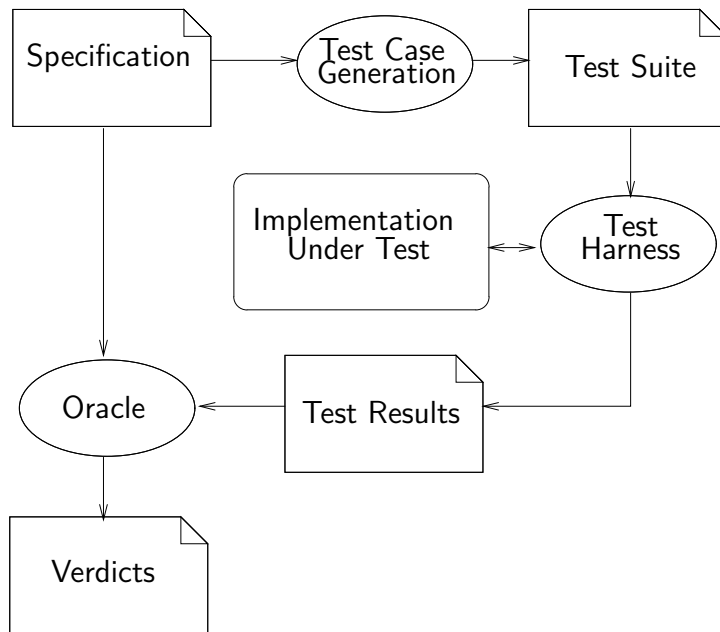 Specification
Test Case
Generation
Test Suite
Implementation
Under Test
Test
Harness
Oracle
Test Results
Verdicts